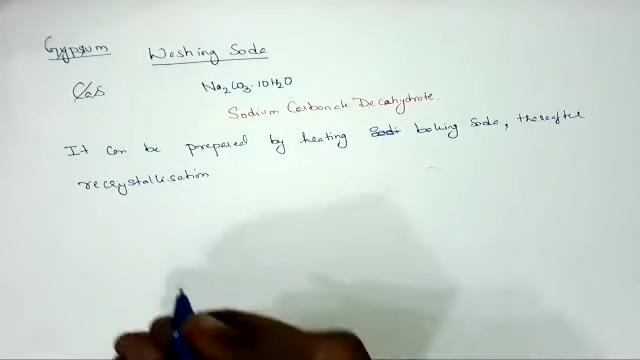 Gypsum Washing Soda
CaS
Na2CO3·10H2O
Sodium Carbonate Decahydrate.
It can be prepared by heating Sodi baking Soda, thereafter
recrystallisation